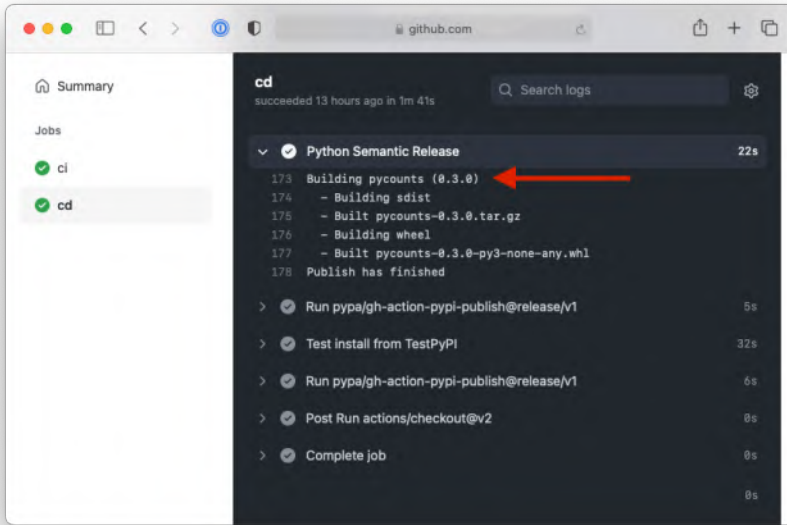 github.com
Summary
Jobs
ci
cd
cd
succeeded 13 hours ago in 1m 41s
Search logs
Python Semantic Release 22s
173 Building pycounts (0.3.0)
174 - Building sdist
175 - Built pycounts-0.3.0.tar.gz
176 - Building wheel
177 - Built pycounts-0.3.0-py3-none-any.whl
178 Publish has finished
Run pypa/gh-action-pypi-publish@release/v1 5s
Test install from TestPyPI 32s
Run pypa/gh-action-pypi-publish@release/v1 6s
Post Run actions/checkout@v2 0s
Complete job 0s
0s